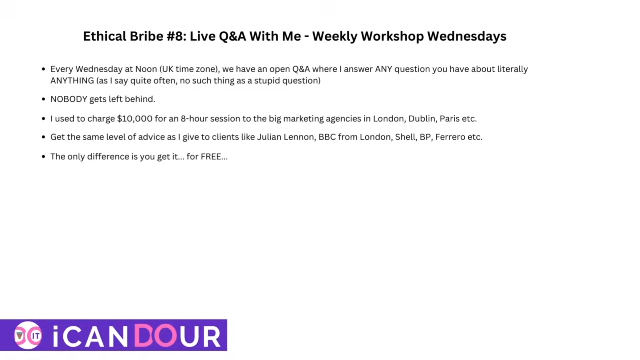 Ethical Bribe #8: Live Q&A With Me - Weekly Workshop Wednesdays
• Every Wednesday at Noon (UK time zone), we have an open Q&A where I answer ANY question you have about literally
ANYTHING (as I say quite often, no such thing as a stupid question)
• NOBODY gets left behind.
• I used to charge $10,000 for an 8-hour session to the big marketing agencies in London, Dublin, Paris etc.
• Get the same level of advice as I give to clients like Julian Lennon, BBC from London, Shell, BP, Ferrero etc.
• The only difference is you get it... for FREE...
IT iCANDOUR